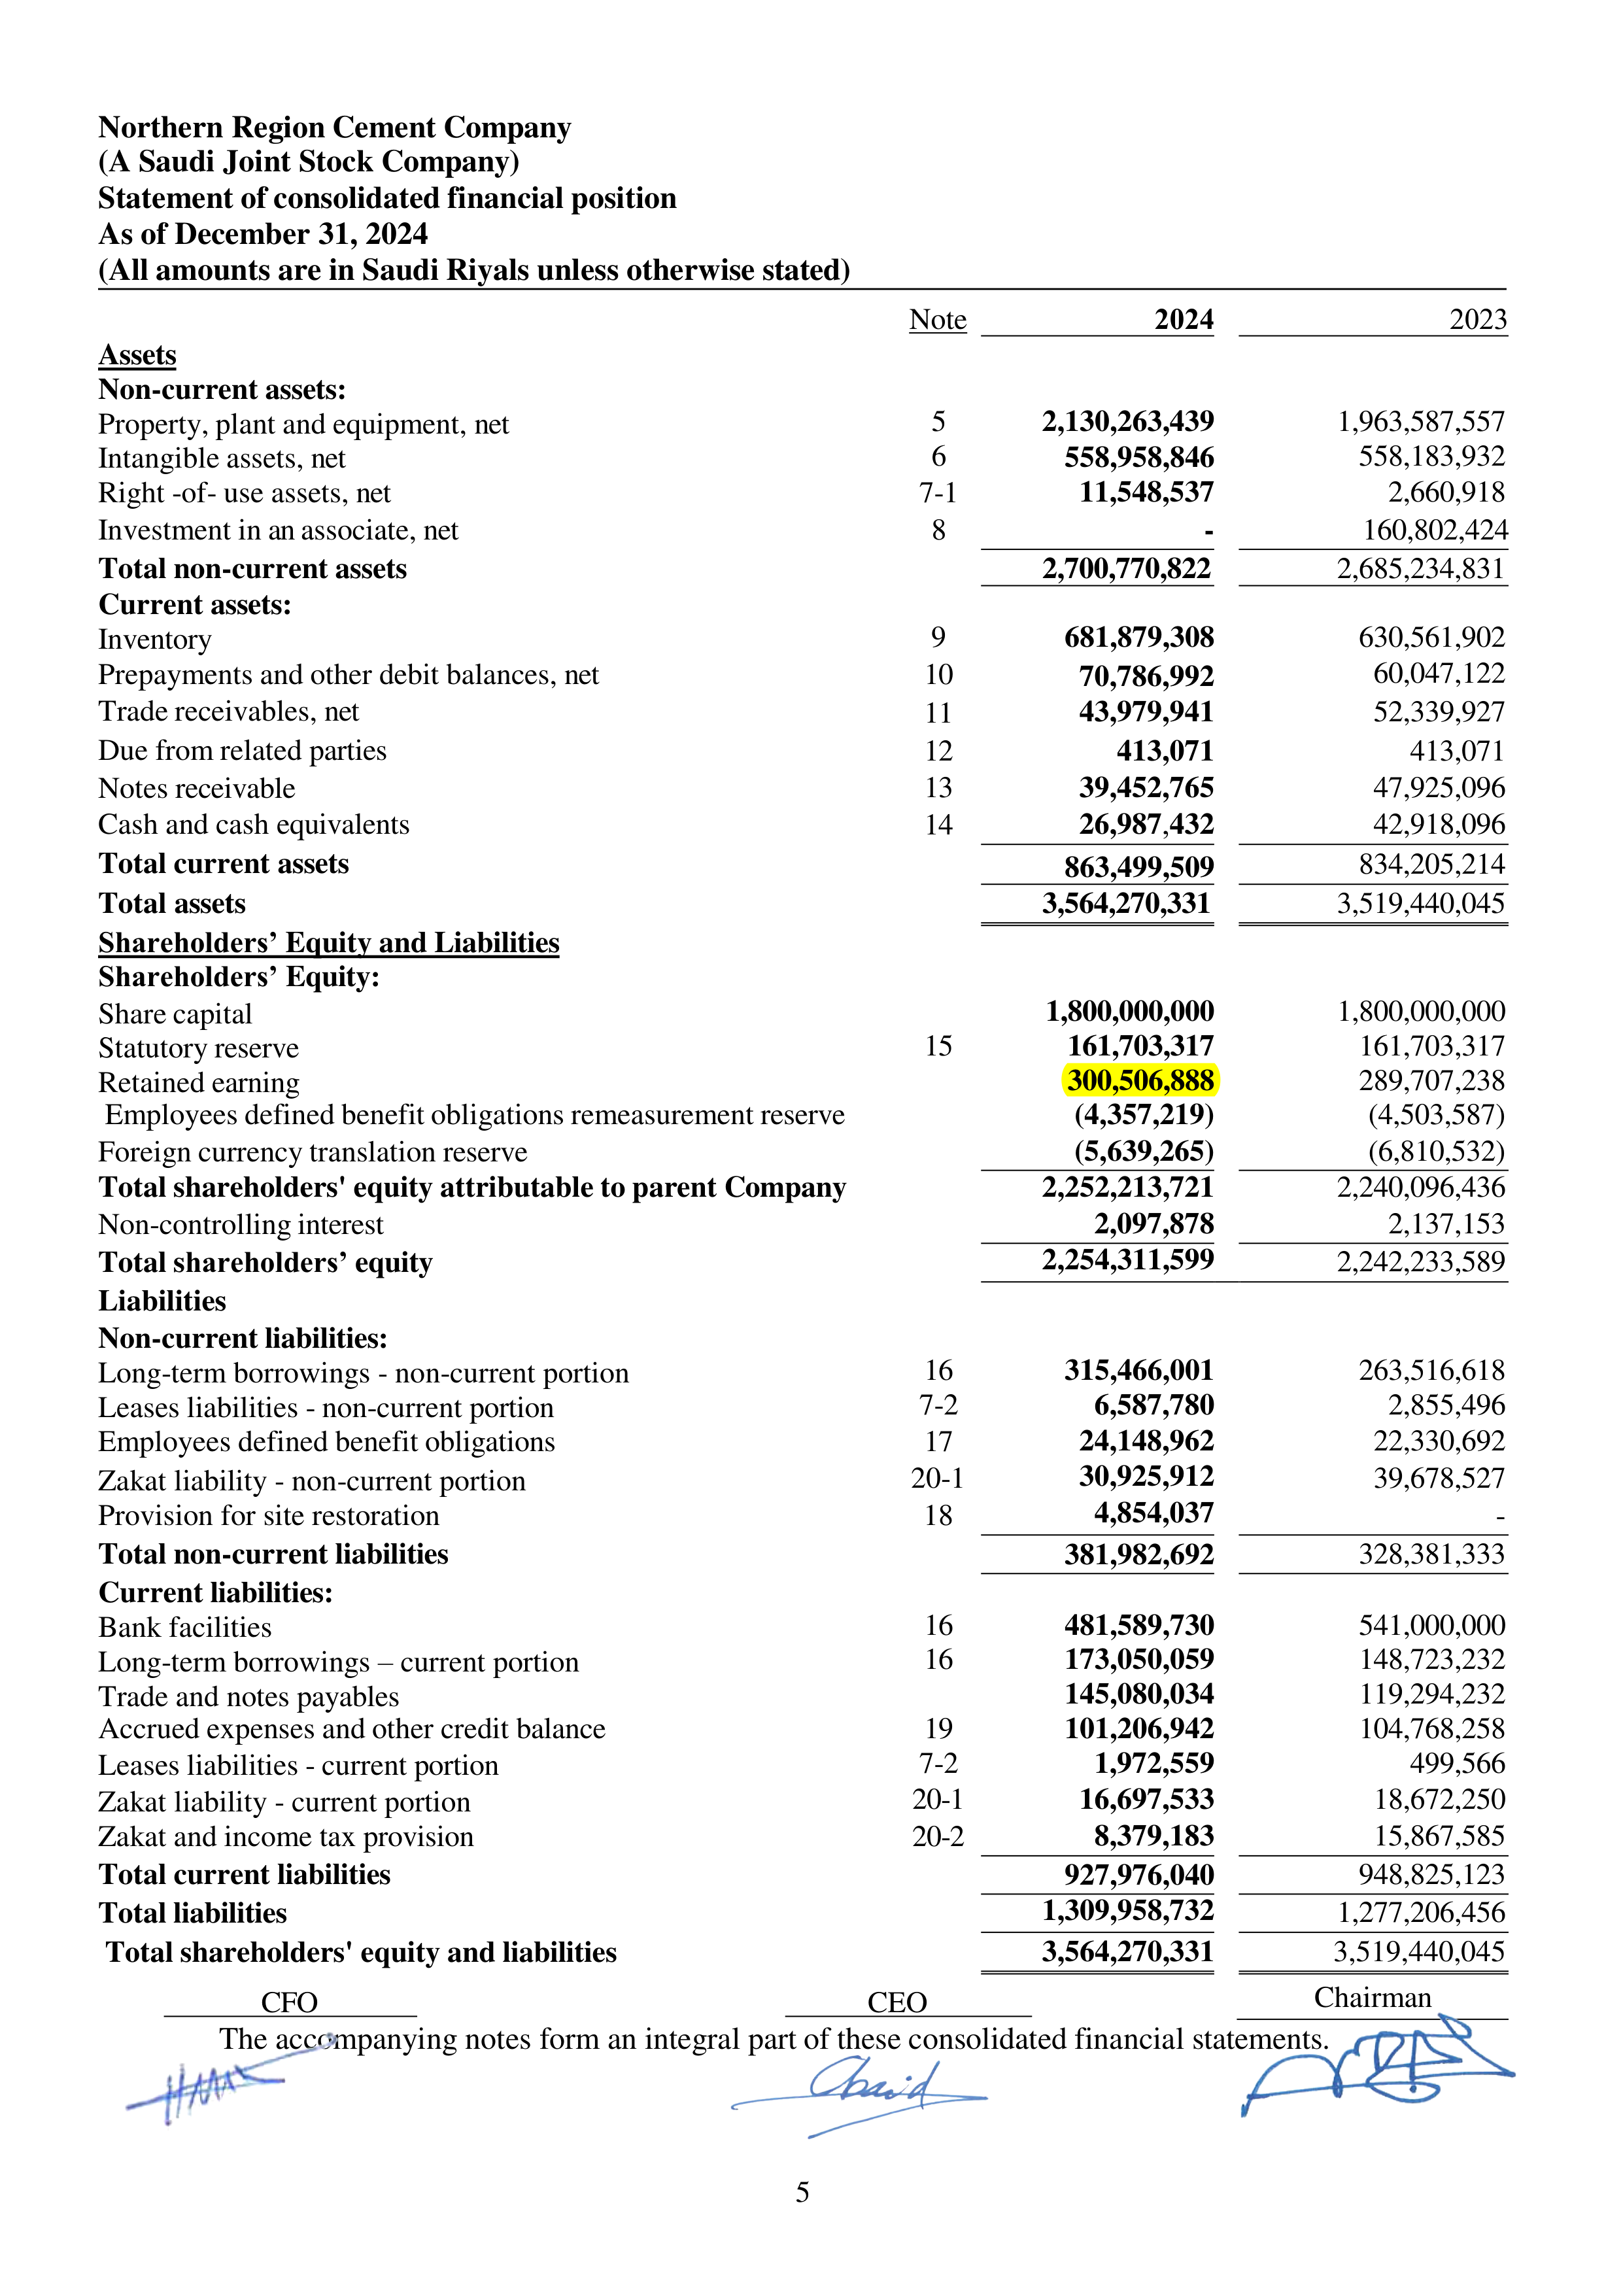 Northern Region Cement Company
(A Saudi Joint Stock Company)
Statement of consolidated financial position
As of December 31, 2024
(All amounts are in Saudi Riyals unless otherwise stated)
Note 2024 2023
Assets
Non-current assets:
Property, plant and equipment, net 5 2,130,263,439 1,963,587,557
Intangible assets, net 6 558,958,846 558,183,932
Right -of- use assets, net 7-1 11,548,537 2,660,918
Investment in an associate, net 8 - 160,802,424
Total non-current assets 2,700,770,822 2,685,234,831
Current assets:
Inventory 9 681,879,308 630,561,902
Prepayments and other debit balances, net 10 70,786,992 60,047,122
Trade receivables, net 11 43,979,941 52,339,927
Due from related parties 12 413,071 413,071
Notes receivable 13 39,452,765 47,925,096
Cash and cash equivalents 14 26,987,432 42,918,096
Total current assets 863,499,509 834,205,214
Total assets 3,564,270,331 3,519,440,045
Shareholders’ Equity and Liabilities
Shareholders’ Equity:
Share capital 1,800,000,000 1,800,000,000
Statutory reserve 15 161,703,317 161,703,317
Retained earning 300,506,888 289,707,238
Employees defined benefit obligations remeasurement reserve (4,357,219) (4,503,587)
Foreign currency translation reserve (5,639,265) (6,810,532)
Total shareholders' equity attributable to parent Company 2,252,213,721 2,240,096,436
Non-controlling interest 2,097,878 2,137,153
Total shareholders’ equity 2,254,311,599 2,242,233,589
Liabilities
Non-current liabilities:
Long-term borrowings - non-current portion 16 315,466,001 263,516,618
Leases liabilities - non-current portion 7-2 6,587,780 2,855,496
Employees defined benefit obligations 17 24,148,962 22,330,692
Zakat liability - non-current portion 20-1 30,925,912 39,678,527
Provision for site restoration 18 4,854,037 -
Total non-current liabilities 381,982,692 328,381,333
Current liabilities:
Bank facilities 16 481,589,730 541,000,000
Long-term borrowings – current portion 16 173,050,059 148,723,232
Trade and notes payables 145,080,034 119,294,232
Accrued expenses and other credit balance 19 101,206,942 104,768,258
Leases liabilities - current portion 7-2 1,972,559 499,566
Zakat liability - current portion 20-1 16,697,533 18,672,250
Zakat and income tax provision 20-2 8,379,183 15,867,585
Total current liabilities 927,976,040 948,825,123
Total liabilities 1,309,958,732 1,277,206,456
Total shareholders' equity and liabilities 3,564,270,331 3,519,440,045
CFO CEO Chairman
The accompanying notes form an integral part of these consolidated financial statements.
5